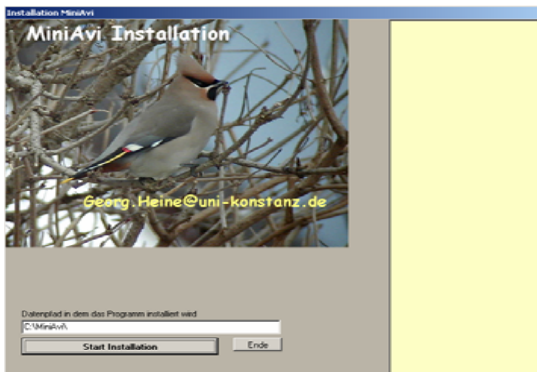 Installation MiniAvi
MiniAvi Installation
Georg.Heine@uni-konstanz.de
Datenpfad in dem das Programm installiert wird
C:\MiniAvi\
Start Installation
Ende